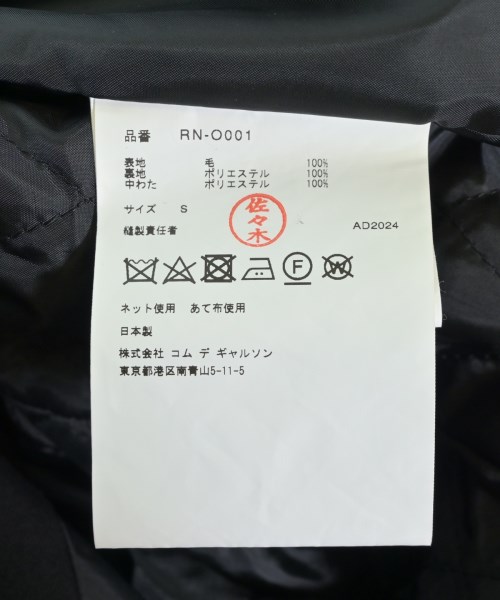 品番 RN-O001
表地 毛 100%
裏地 ポリエステル 100%
中わた ポリエステル 100%
サイズ S
佐々木
縫製責任者 AD2024
F W
ネット使用 あて布使用
日本製
株式会社 コム デ ギャルソン
東京都港区南青山5-11-5